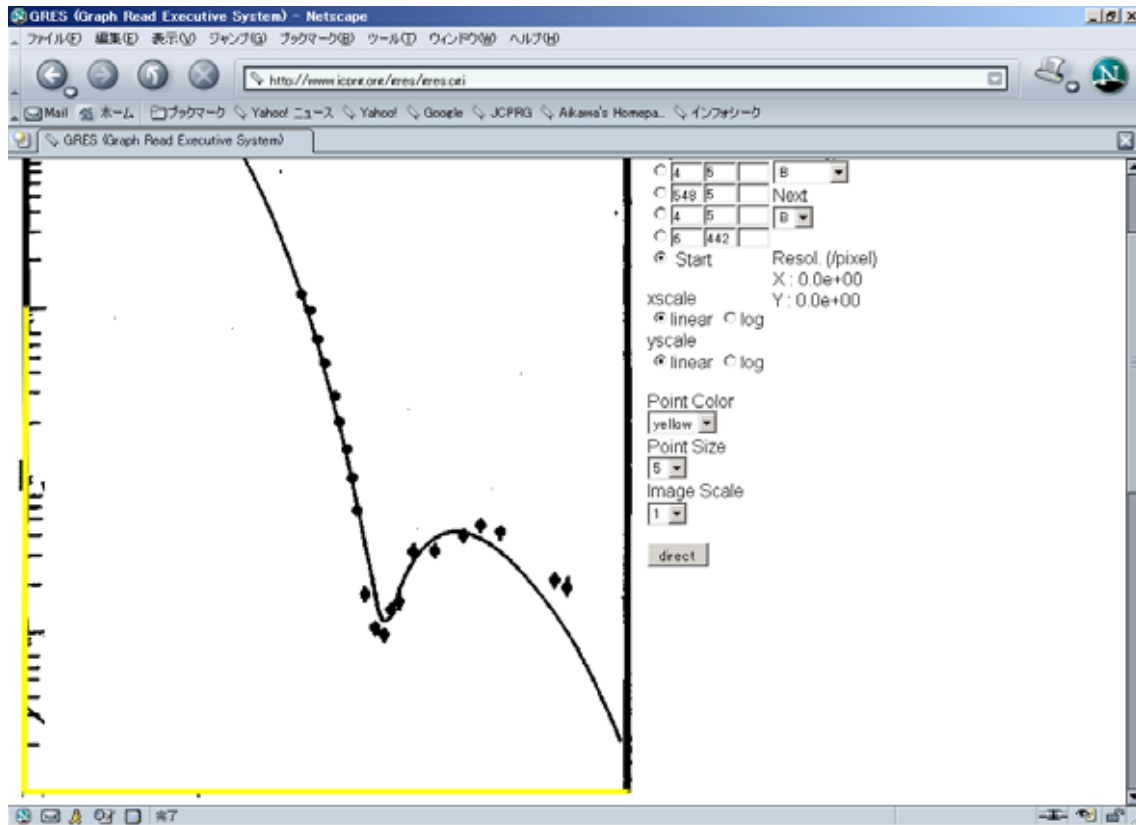 GRES (Graph Read Executive System) - Netscape
ファイル(F) 編集(E) 表示(V) ジャンプ(G) ブックマーク(B) ツール(T) ウィンドウ(W) ヘルプ(H)
Mail ホーム ブックマーク Yahoo! ニュース Yahoo! Google JCPRG Aikawa's Homepa... インフォシーク
GRES (Graph Read Executive System)
4 5 B
548 5 Next
4 5 B
6 442
Start Resol. (/pixel)
X : 0.0e+00
xscale Y : 0.0e+00
linear log
yscale
linear log
Point Color
yellow
Point Size
5
Image Scale
1
direct
完了